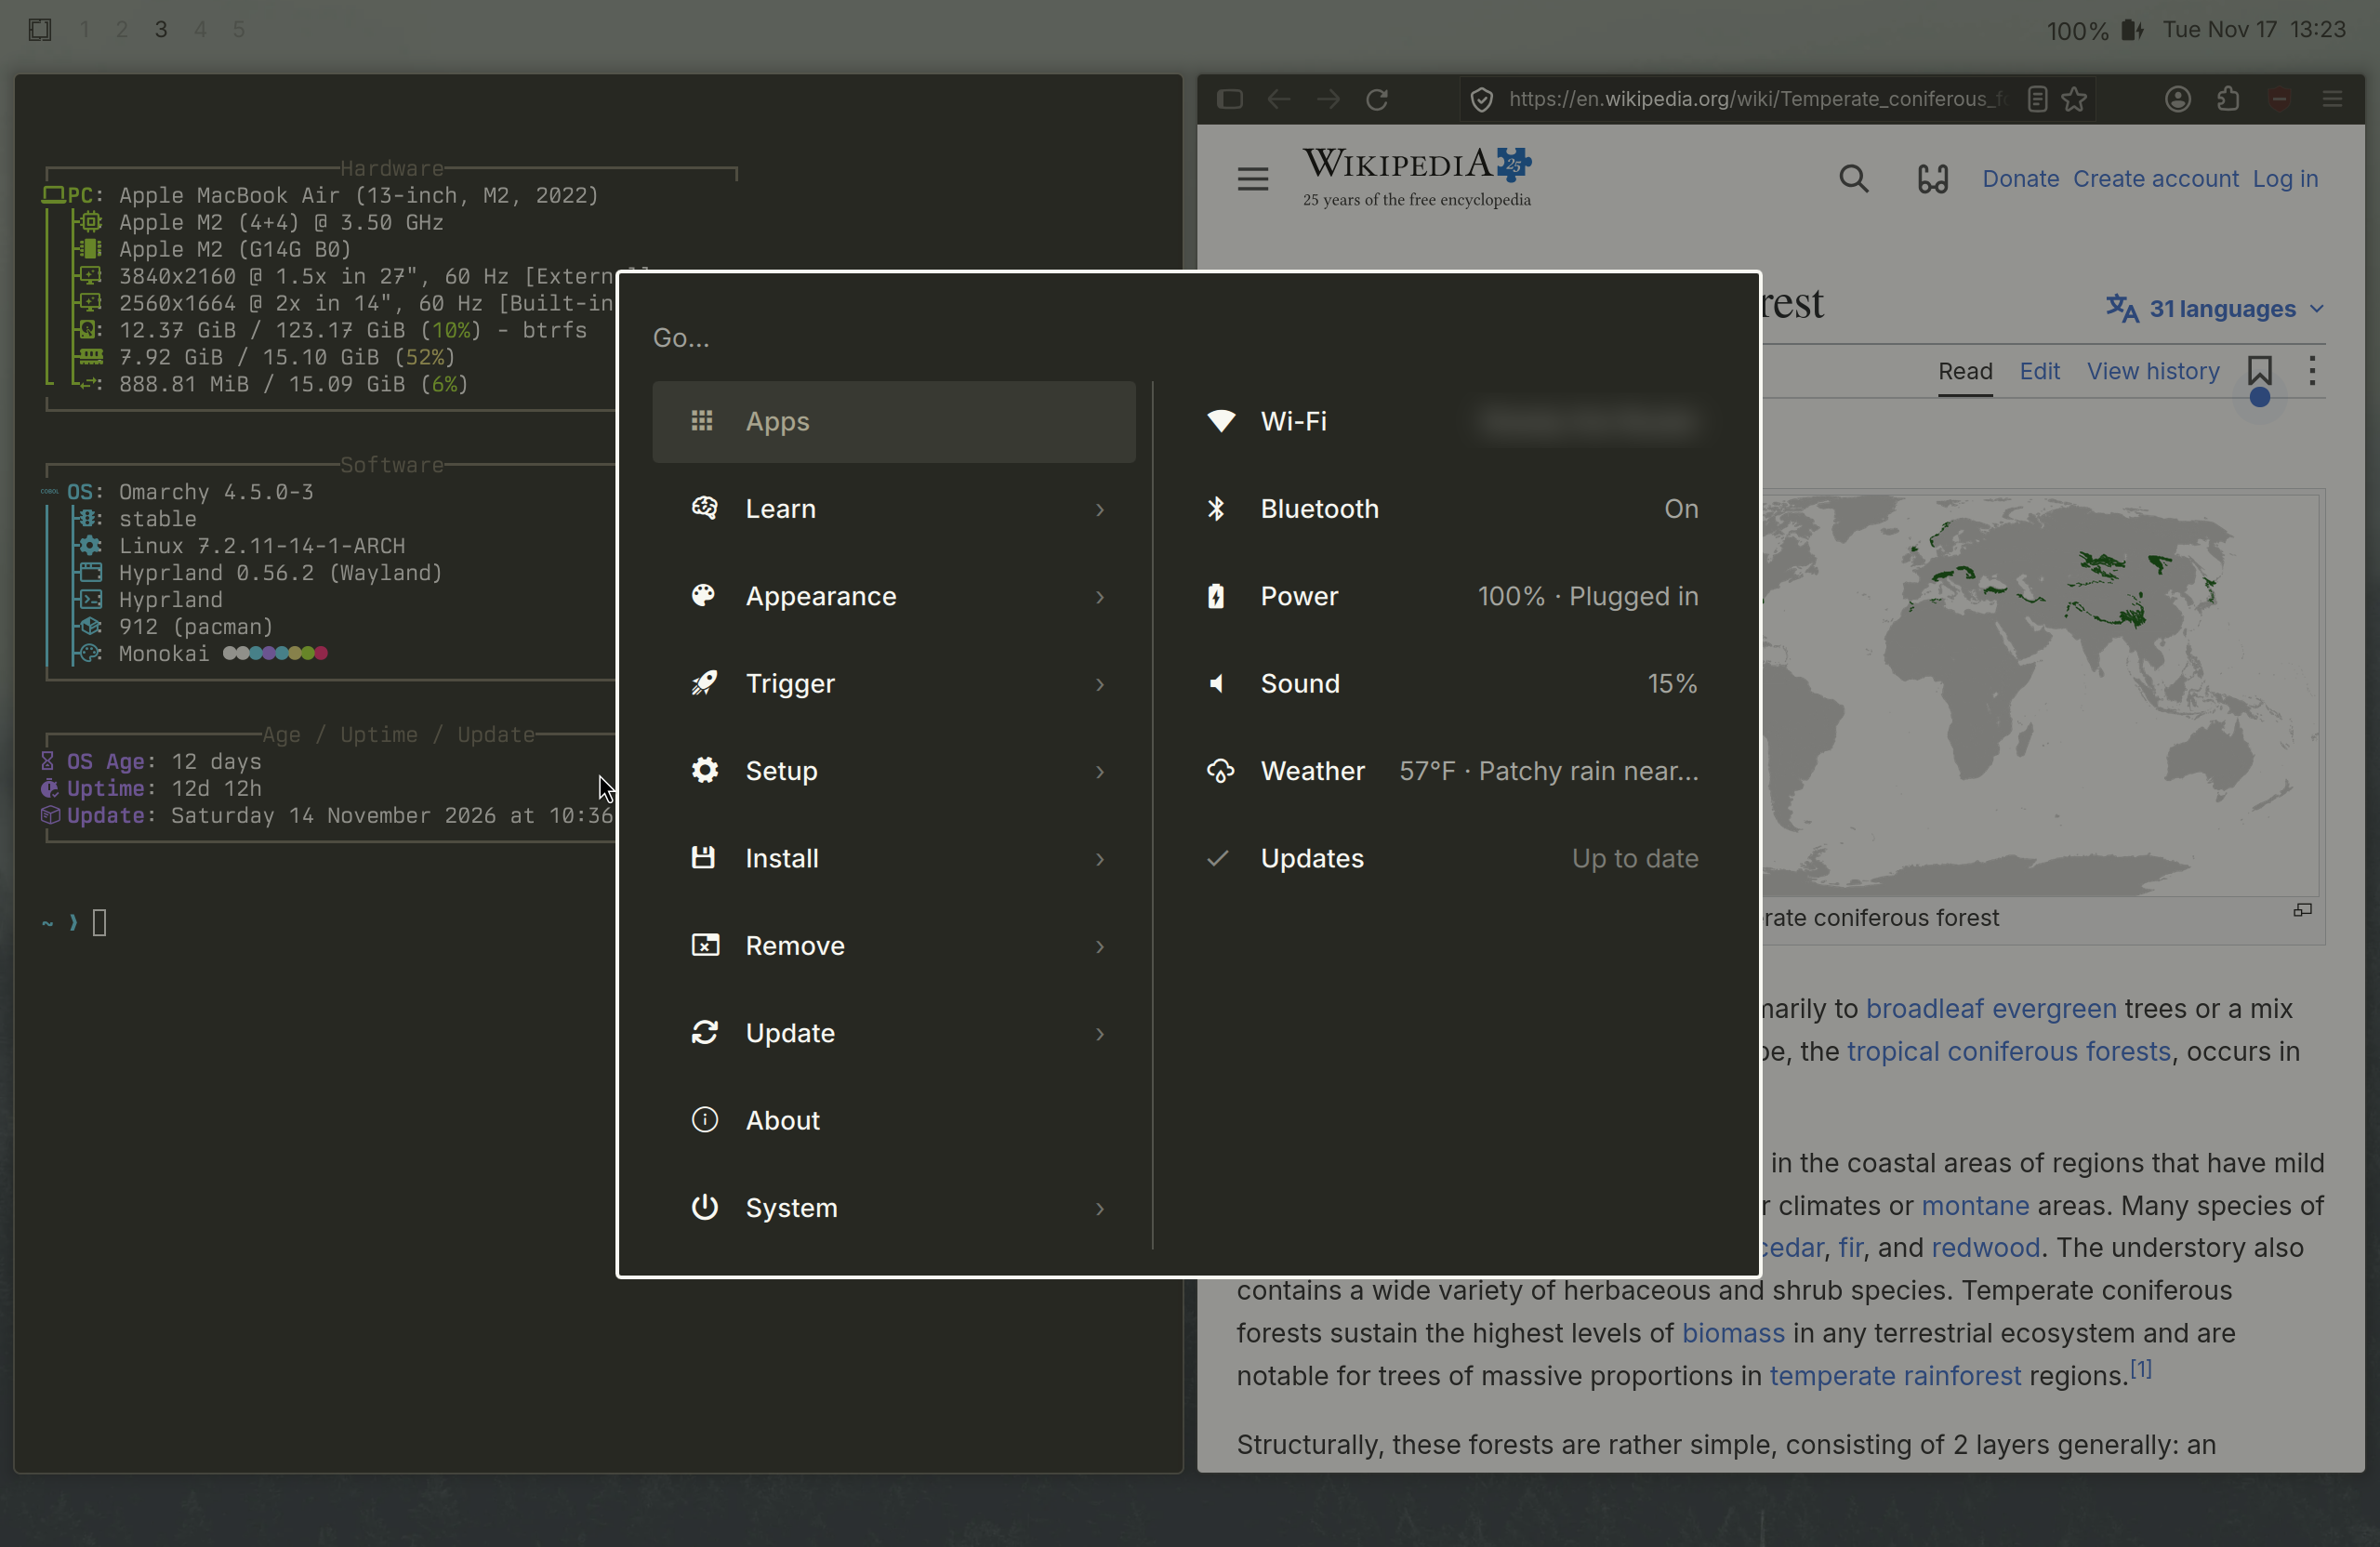 1 2 3 4 5
100% Tue Nov 17 13:23
Hardware
PC: Apple MacBook Air (13-inch, M2, 2022)
: Apple M2 (4+4) @ 3.50 GHz
: Apple M2 (G14G B0)
: 3840x2160 @ 1.5x in 27", 60 Hz [Extern
: 2560x1664 @ 2x in 14", 60 Hz [Built-in
: 12.37 GiB / 123.17 GiB (10%) - btrfs
: 7.92 GiB / 15.10 GiB (52%)
: 888.81 MiB / 15.09 GiB (6%)
Software
OS: Omarchy 4.5.0-3
: stable
: Linux 7.2.11-14-1-ARCH
: Hyprland 0.56.2 (Wayland)
: Hyprland
: 912 (pacman)
: Monokai
Age / Uptime / Update
OS Age: 12 days
Uptime: 12d 12h
Update: Saturday 14 November 2026 at 10:36
~ ❯
Go...
Apps
Learn ›
Appearance ›
Trigger ›
Setup ›
Install ›
Remove ›
Update ›
About
System ›
Wi-Fi
Bluetooth On
Power 100% · Plugged in
Sound 15%
Weather 57°F · Patchy rain near...
Updates Up to date
https://en.wikipedia.org/wiki/Temperate_coniferous_f
WIKIPEDIA 25
25 years of the free encyclopedia
Donate Create account Log in
rest
31 languages
Read Edit View history
rate coniferous forest
marily to broadleaf evergreen trees or a mix
pe, the tropical coniferous forests, occurs in
in the coastal areas of regions that have mild
r climates or montane areas. Many species of
cedar, fir, and redwood. The understory also
contains a wide variety of herbaceous and shrub species. Temperate coniferous
forests sustain the highest levels of biomass in any terrestrial ecosystem and are
notable for trees of massive proportions in temperate rainforest regions.[1]
Structurally, these forests are rather simple, consisting of 2 layers generally: an